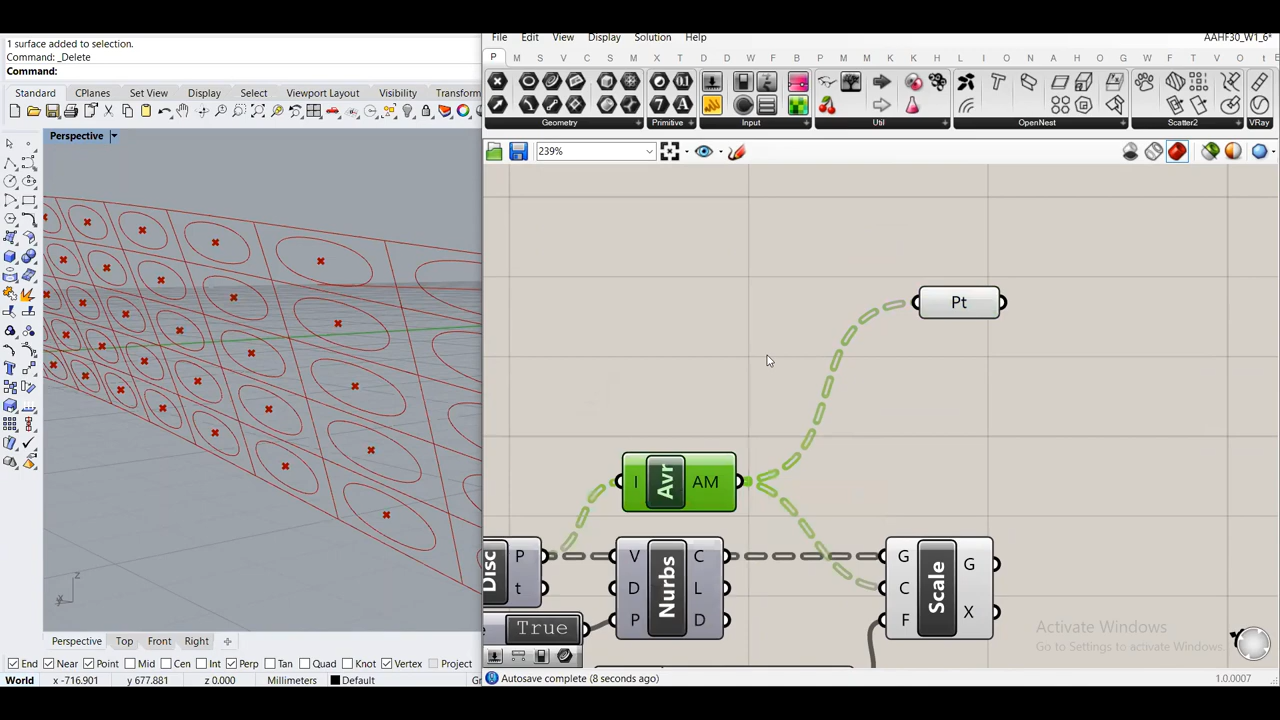 1 surface added to selection.
Command: _Delete
Command:
Standard CPlanes Set View Display Select Viewport Layout Visibility Transform
Perspective
z
y
Perspective Top Front Right
End Near Point Mid Cen Int Perp Tan Quad Knot Vertex Project
World x -716.901 y 677.881 z 0.000 Millimeters Default
File Edit View Display Solution Help AAHF30_W1_6*
P M S V C S M T D F D W E P M K C M K A M K P L I R O N D O A D A S t E
Geometry Primitive Input Util OpenNest Scatter2 VRay
239%
Pt
I Avr AM
Disc P t
V D P Nurbs C L D
G C F Scale G X
True
Activate Windows
Go to Settings to activate Windows.
Autosave complete (8 seconds ago) 1.0.0007